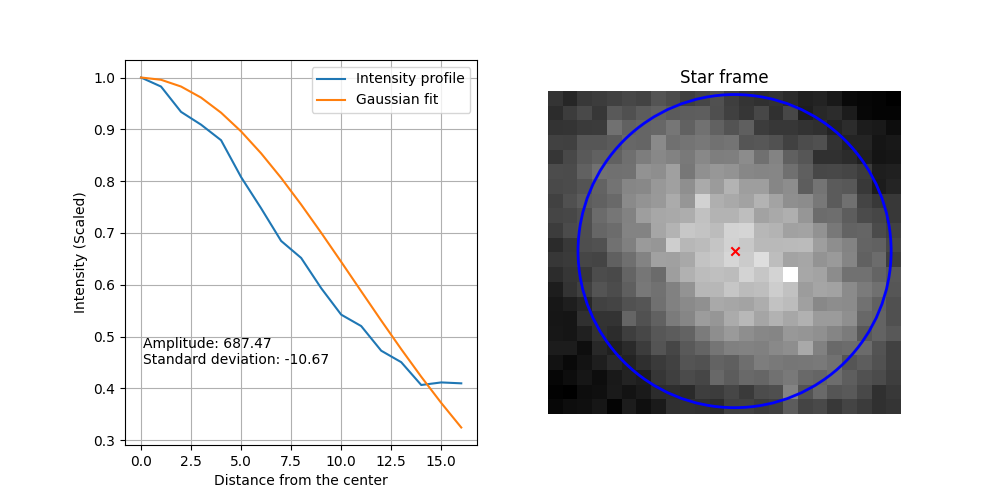 Intensity (Scaled)
1.0
0.9
0.8
0.7
0.6
0.5
0.4
0.3
Intensity profile
Gaussian fit
Amplitude: 687.47
Standard deviation: -10.67
0.0 2.5 5.0 7.5 10.0 12.5 15.0
Distance from the center
Star frame